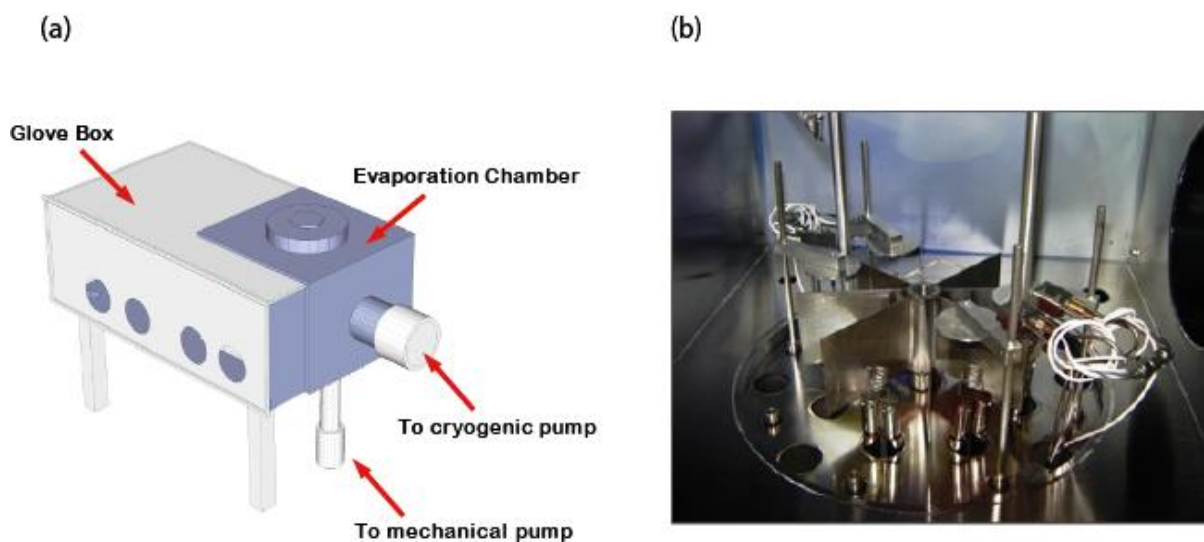 (a)
(b)
Glove Box
Evaporation Chamber
To cryogenic pump
To mechanical pump